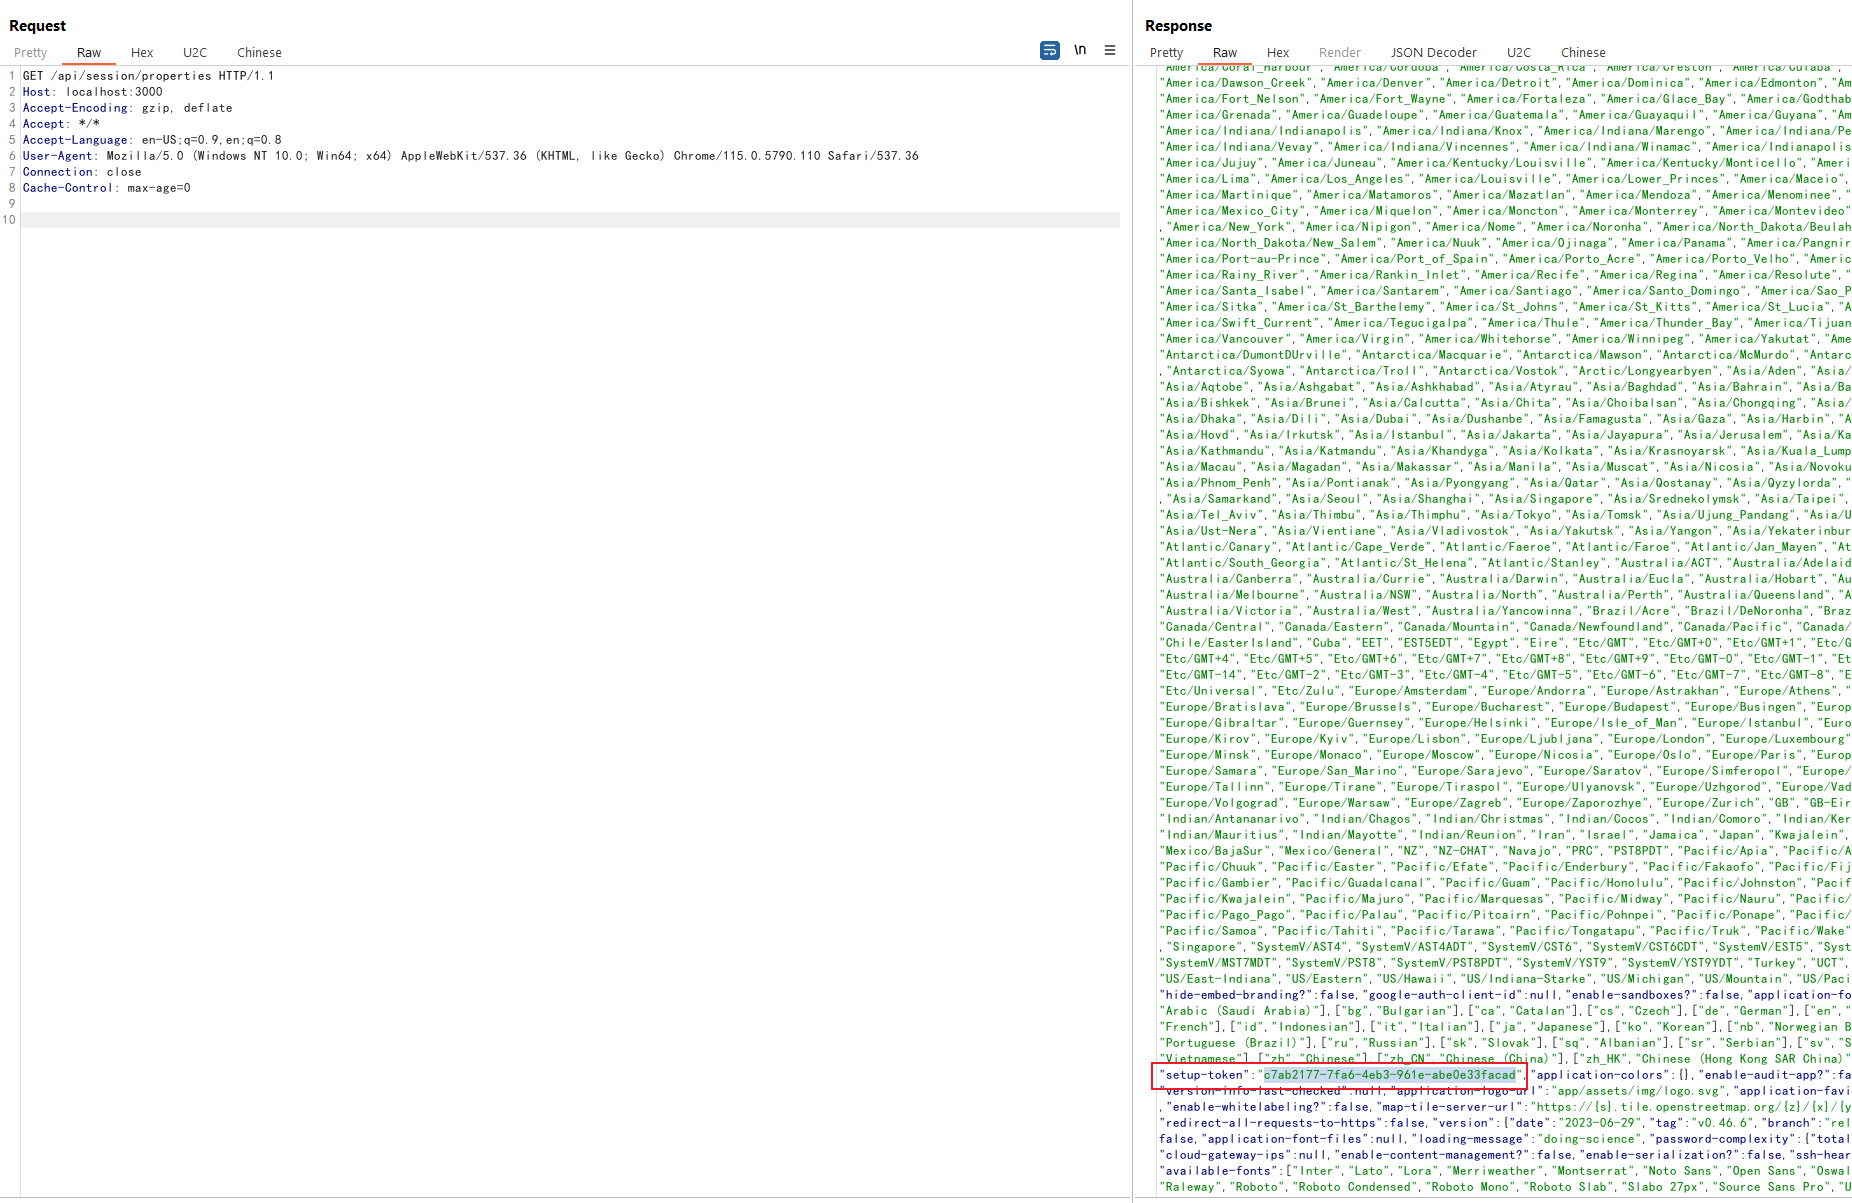 Request
Pretty Raw Hex U2C Chinese
\n
1 GET /api/session/properties HTTP/1.1
2 Host: localhost:3000
3 Accept-Encoding: gzip, deflate
4 Accept: */*
5 Accept-Language: en-US;q=0.9,en;q=0.8
6 User-Agent: Mozilla/5.0 (Windows NT 10.0; Win64; x64) AppleWebKit/537.36 (KHTML, like Gecko) Chrome/115.0.5790.110 Safari/537.36
7 Connection: close
8 Cache-Control: max-age=0
9
10
Response
Pretty Raw Hex Render JSON Decoder U2C Chinese
"America/Coral_Harbour","America/Cordoba","America/Costa_Rica","America/Creston","America/Cuiaba",
"America/Dawson_Creek","America/Denver","America/Detroit","America/Dominica","America/Edmonton","Am
"America/Fort_Nelson","America/Fort_Wayne","America/Fortaleza","America/Glace_Bay","America/Godthab
"America/Grenada","America/Guadeloupe","America/Guatemala","America/Guayaquil","America/Guyana","Am
"America/Indiana/Indianapolis","America/Indiana/Knox","America/Indiana/Marengo","America/Indiana/Pe
"America/Indiana/Vevay","America/Indiana/Vincennes","America/Indiana/Winamac","America/Indianapolis
"America/Jujuy","America/Juneau","America/Kentucky/Louisville","America/Kentucky/Monticello","Ameri
"America/Lima","America/Los_Angeles","America/Louisville","America/Lower_Princes","America/Maceio",
"America/Martinique","America/Matamoros","America/Mazatlan","America/Mendoza","America/Menominee","
"America/Mexico_City","America/Miquelon","America/Moncton","America/Monterrey","America/Montevideo"
,"America/New_York","America/Nipigon","America/Nome","America/Noronha","America/North_Dakota/Beulah
"America/North_Dakota/New_Salem","America/Nuuk","America/Ojinaga","America/Panama","America/Pangnir
"America/Port-au-Prince","America/Port_of_Spain","America/Porto_Acre","America/Porto_Velho","Americ
"America/Rainy_River","America/Rankin_Inlet","America/Recife","America/Regina","America/Resolute","
"America/Santa_Isabel","America/Santarem","America/Santiago","America/Santo_Domingo","America/Sao_P
"America/Sitka","America/St_Barthelemy","America/St_Johns","America/St_Kitts","America/St_Lucia","A
"America/Swift_Current","America/Tegucigalpa","America/Thule","America/Thunder_Bay","America/Tijuan
"America/Vancouver","America/Virgin","America/Whitehorse","America/Winnipeg","America/Yakutat","Ame
"Antarctica/DumontDUrville","Antarctica/Macquarie","Antarctica/Mawson","Antarctica/McMurdo","Antarc
,"Antarctica/Syowa","Antarctica/Troll","Antarctica/Vostok","Arctic/Longyearbyen","Asia/Aden","Asia/
"Asia/Aqtobe","Asia/Ashgabat","Asia/Ashkhabad","Asia/Atyrau","Asia/Baghdad","Asia/Bahrain","Asia/Ba
"Asia/Bishkek","Asia/Brunei","Asia/Calcutta","Asia/Chita","Asia/Choibalsan","Asia/Chongqing","Asia/
"Asia/Dhaka","Asia/Dili","Asia/Dubai","Asia/Dushanbe","Asia/Famagusta","Asia/Gaza","Asia/Harbin","A
"Asia/Hovd","Asia/Irkutsk","Asia/Istanbul","Asia/Jakarta","Asia/Jayapura","Asia/Jerusalem","Asia/Ka
"Asia/Kathmandu","Asia/Katmandu","Asia/Khandyga","Asia/Kolkata","Asia/Krasnoyarsk","Asia/Kuala_Lump
"Asia/Macau","Asia/Magadan","Asia/Makassar","Asia/Manila","Asia/Muscat","Asia/Nicosia","Asia/Novoku
"Asia/Phnom_Penh","Asia/Pontianak","Asia/Pyongyang","Asia/Qatar","Asia/Qostanay","Asia/Qyzylorda","
,"Asia/Samarkand","Asia/Seoul","Asia/Shanghai","Asia/Singapore","Asia/Srednekolymsk","Asia/Taipei",
"Asia/Tel_Aviv","Asia/Thimbu","Asia/Thimphu","Asia/Tokyo","Asia/Tomsk","Asia/Ujung_Pandang","Asia/U
"Asia/Ust-Nera","Asia/Vientiane","Asia/Vladivostok","Asia/Yakutsk","Asia/Yangon","Asia/Yekaterinbur
"Atlantic/Canary","Atlantic/Cape_Verde","Atlantic/Faeroe","Atlantic/Faroe","Atlantic/Jan_Mayen","At
"Atlantic/South_Georgia","Atlantic/St_Helena","Atlantic/Stanley","Australia/ACT","Australia/Adelaid
"Australia/Canberra","Australia/Currie","Australia/Darwin","Australia/Eucla","Australia/Hobart","Au
"Australia/Melbourne","Australia/NSW","Australia/North","Australia/Perth","Australia/Queensland","A
"Australia/Victoria","Australia/West","Australia/Yancowinna","Brazil/Acre","Brazil/DeNoronha","Braz
"Canada/Central","Canada/Eastern","Canada/Mountain","Canada/Newfoundland","Canada/Pacific","Canada/
"Chile/EasterIsland","Cuba","EET","EST5EDT","Egypt","Eire","Etc/GMT","Etc/GMT+0","Etc/GMT+1","Etc/G
"Etc/GMT+4","Etc/GMT+5","Etc/GMT+6","Etc/GMT+7","Etc/GMT+8","Etc/GMT+9","Etc/GMT-0","Etc/GMT-1","Et
"Etc/GMT-14","Etc/GMT-2","Etc/GMT-3","Etc/GMT-4","Etc/GMT-5","Etc/GMT-6","Etc/GMT-7","Etc/GMT-8","E
"Etc/Universal","Etc/Zulu","Europe/Amsterdam","Europe/Andorra","Europe/Astrakhan","Europe/Athens","
"Europe/Bratislava","Europe/Brussels","Europe/Bucharest","Europe/Budapest","Europe/Busingen","Europ
"Europe/Gibraltar","Europe/Guernsey","Europe/Helsinki","Europe/Isle_of_Man","Europe/Istanbul","Euro
"Europe/Kirov","Europe/Kyiv","Europe/Lisbon","Europe/Ljubljana","Europe/London","Europe/Luxembourg"
"Europe/Minsk","Europe/Monaco","Europe/Moscow","Europe/Nicosia","Europe/Oslo","Europe/Paris","Europ
"Europe/Samara","Europe/San_Marino","Europe/Sarajevo","Europe/Saratov","Europe/Simferopol","Europe/
"Europe/Tallinn","Europe/Tirane","Europe/Tiraspol","Europe/Ulyanovsk","Europe/Uzhgorod","Europe/Vad
"Europe/Volgograd","Europe/Warsaw","Europe/Zagreb","Europe/Zaporozhye","Europe/Zurich","GB","GB-Eir
"Indian/Antananarivo","Indian/Chagos","Indian/Christmas","Indian/Cocos","Indian/Comoro","Indian/Ker
"Indian/Mauritius","Indian/Mayotte","Indian/Reunion","Iran","Israel","Jamaica","Japan","Kwajalein",
"Mexico/BajaSur","Mexico/General","NZ","NZ-CHAT","Navajo","PRC","PST8PDT","Pacific/Apia","Pacific/A
"Pacific/Chuuk","Pacific/Easter","Pacific/Efate","Pacific/Enderbury","Pacific/Fakaofo","Pacific/Fij
"Pacific/Gambier","Pacific/Guadalcanal","Pacific/Guam","Pacific/Honolulu","Pacific/Johnston","Pacif
"Pacific/Kwajalein","Pacific/Majuro","Pacific/Marquesas","Pacific/Midway","Pacific/Nauru","Pacific/
"Pacific/Pago_Pago","Pacific/Palau","Pacific/Pitcairn","Pacific/Pohnpei","Pacific/Ponape","Pacific/
"Pacific/Samoa","Pacific/Tahiti","Pacific/Tarawa","Pacific/Tongatapu","Pacific/Truk","Pacific/Wake"
,"Singapore","SystemV/AST4","SystemV/AST4ADT","SystemV/CST6","SystemV/CST6CDT","SystemV/EST5","Syst
"SystemV/MST7MDT","SystemV/PST8","SystemV/PST8PDT","SystemV/YST9","SystemV/YST9YDT","Turkey","UCT",
"US/East-Indiana","US/Eastern","US/Hawaii","US/Indiana-Starke","US/Michigan","US/Mountain","US/Paci
"hide-embed-branding?":false,"google-auth-client-id":null,"enable-sandboxes?":false,"application-fo
"Arabic (Saudi Arabia)"],["bg","Bulgarian"],["ca","Catalan"],["cs","Czech"],["de","German"],["en","
"French"],["id","Indonesian"],["it","Italian"],["ja","Japanese"],["ko","Korean"],["nb","Norwegian B
"Portuguese (Brazil)"],["ru","Russian"],["sk","Slovak"],["sq","Albanian"],["sr","Serbian"],["sv","S
"Vietnamese"],["zh","Chinese"],["zh_CN","Chinese (China)"],["zh_HK","Chinese (Hong Kong SAR China)"
"setup-token":"c7ab2177-7fa6-4eb3-961e-abe0e33facad","application-colors":{},"enable-audit-app?":fa
"version-info-last-checked":null,"application-logo-url":"app/assets/img/logo.svg","application-favi
,"enable-whitelabeling?":false,"map-tile-server-url":"https://{s}.tile.openstreetmap.org/{z}/{x}/{y
"redirect-all-requests-to-https":false,"version":{"date":"2023-06-29","tag":"v0.46.6","branch":"rel
false,"application-font-files":null,"loading-message":"doing-science","password-complexity":{"total
"cloud-gateway-ips":null,"enable-content-management?":false,"enable-serialization?":false,"ssh-hear
"available-fonts":["Inter","Lato","Lora","Merriweather","Montserrat","Noto Sans","Open Sans","Oswal
"Raleway","Roboto","Roboto Condensed","Roboto Mono","Roboto Slab","Slabo 27px","Source Sans Pro","U